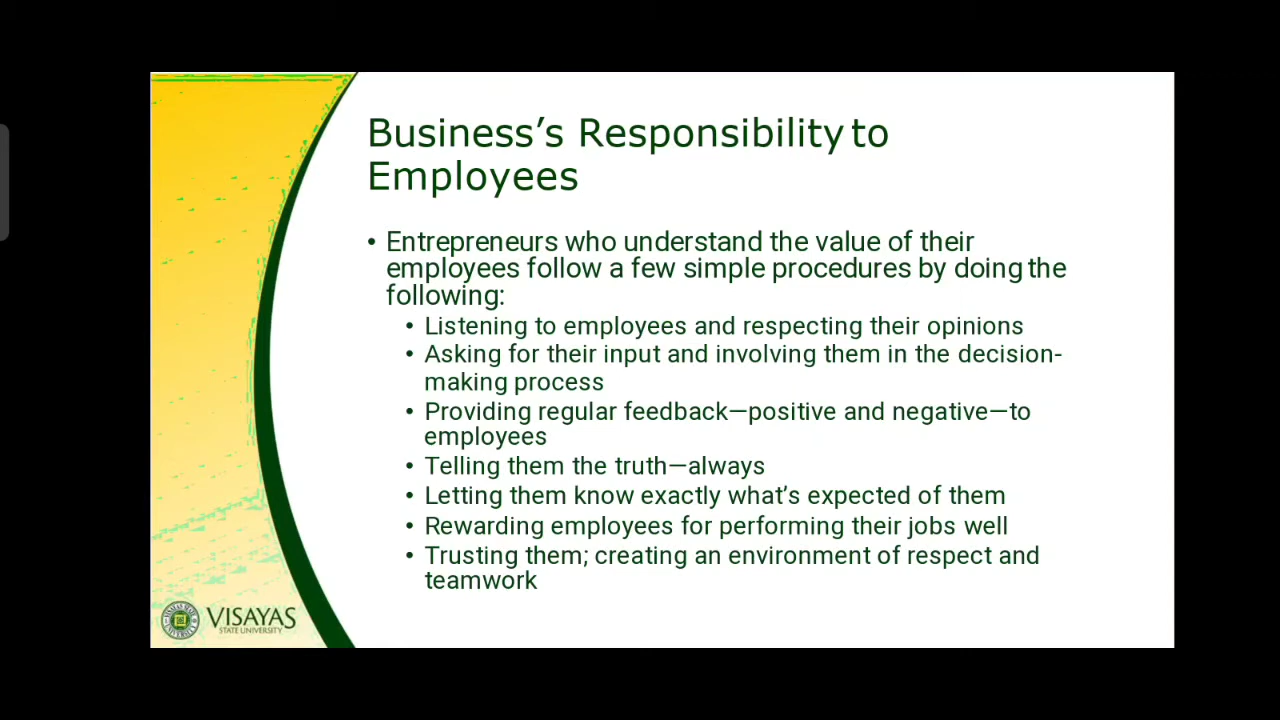 Business’s Responsibility to
Employees
• Entrepreneurs who understand the value of their
employees follow a few simple procedures by doing the
following:
• Listening to employees and respecting their opinions
• Asking for their input and involving them in the decision-
making process
• Providing regular feedback—positive and negative—to
employees
• Telling them the truth—always
• Letting them know exactly what’s expected of them
• Rewarding employees for performing their jobs well
• Trusting them; creating an environment of respect and
teamwork
VISAYAS
STATE UNIVERSITY